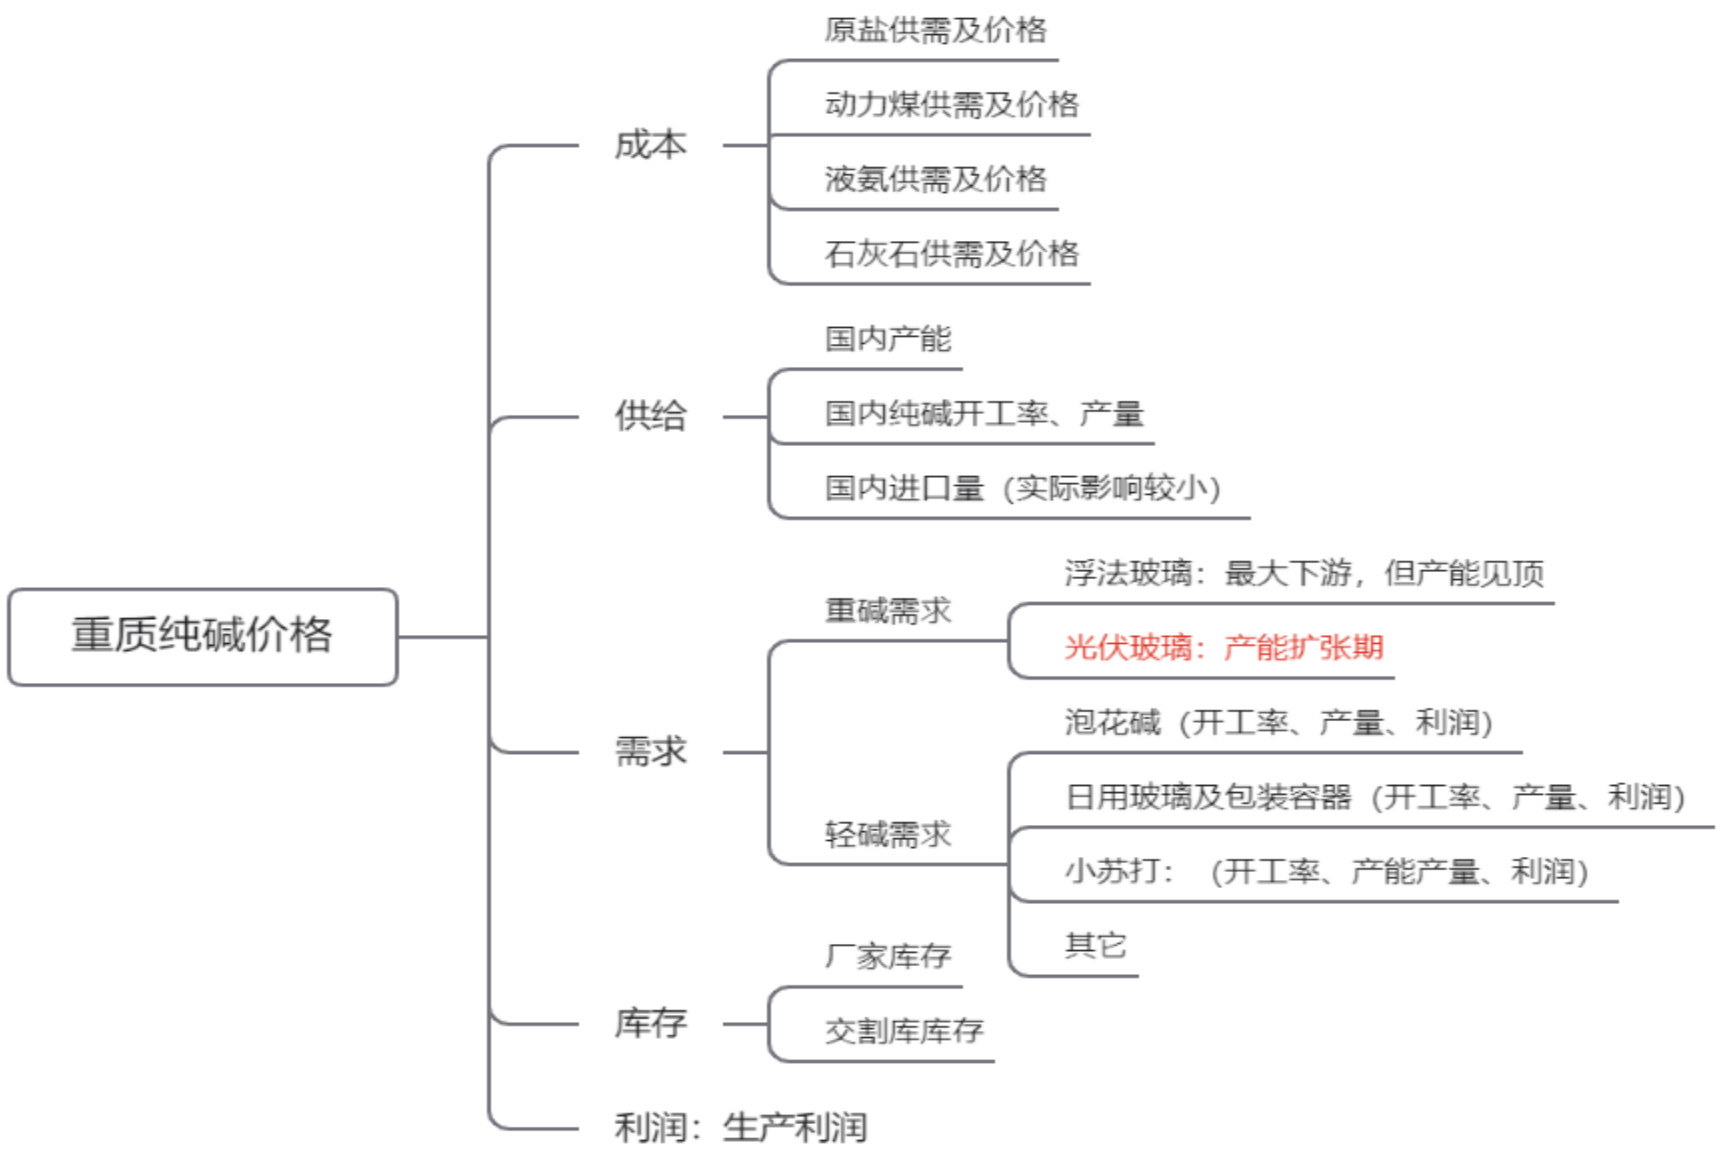 重质纯碱价格
成本
原盐供需及价格
动力煤供需及价格
液氨供需及价格
石灰石供需及价格
供给
国内产能
国内纯碱开工率、产量
国内进口量（实际影响较小）
需求
重碱需求
浮法玻璃：最大下游，但产能见顶
光伏玻璃：产能扩张期
轻碱需求
泡花碱（开工率、产量、利润）
日用玻璃及包装容器（开工率、产量、利润）
小苏打：（开工率、产能产量、利润）
其它
库存
厂家库存
交割库库存
利润：生产利润